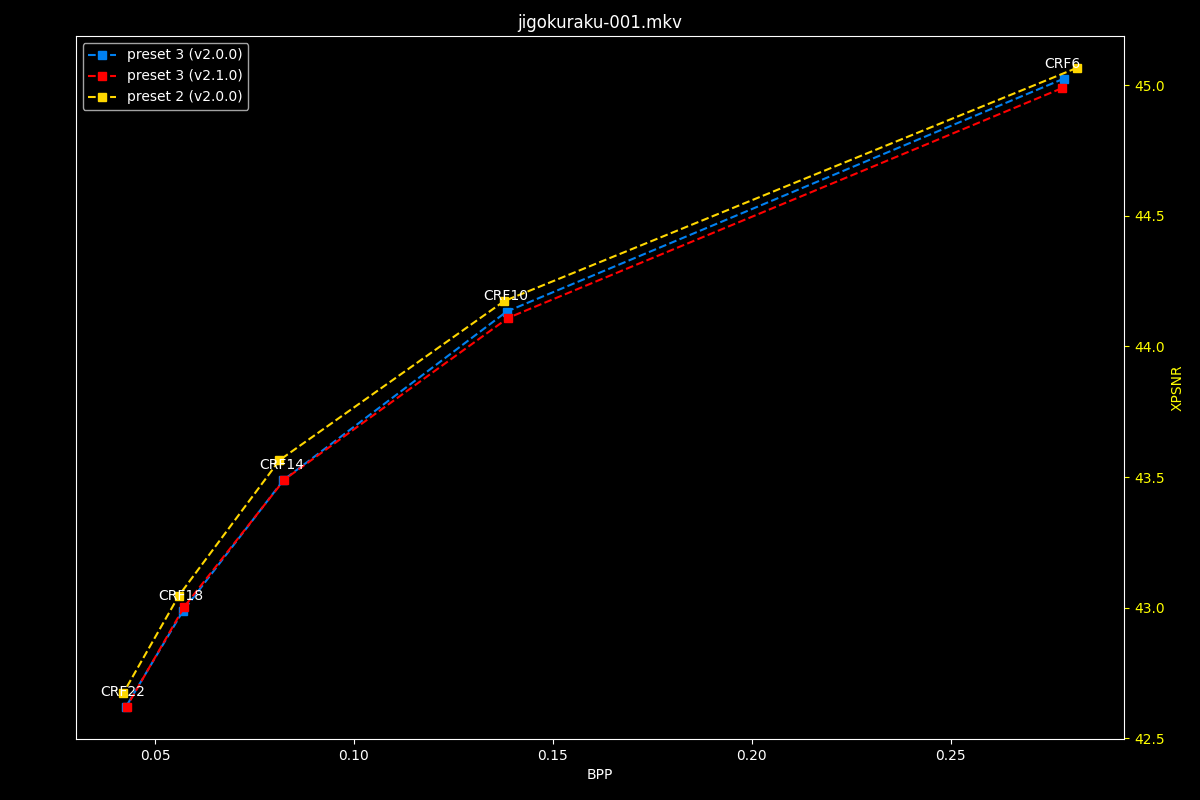 jigokuraku-001.mkv
preset 3 (v2.0.0)
preset 3 (v2.1.0)
preset 2 (v2.0.0)
CRF6
45.0
44.5
CRF10
44.0
XPSNR
CRF14
43.5
CRF18
43.0
CRF22
42.5
0.05 0.10 0.15 0.20 0.25
BPP